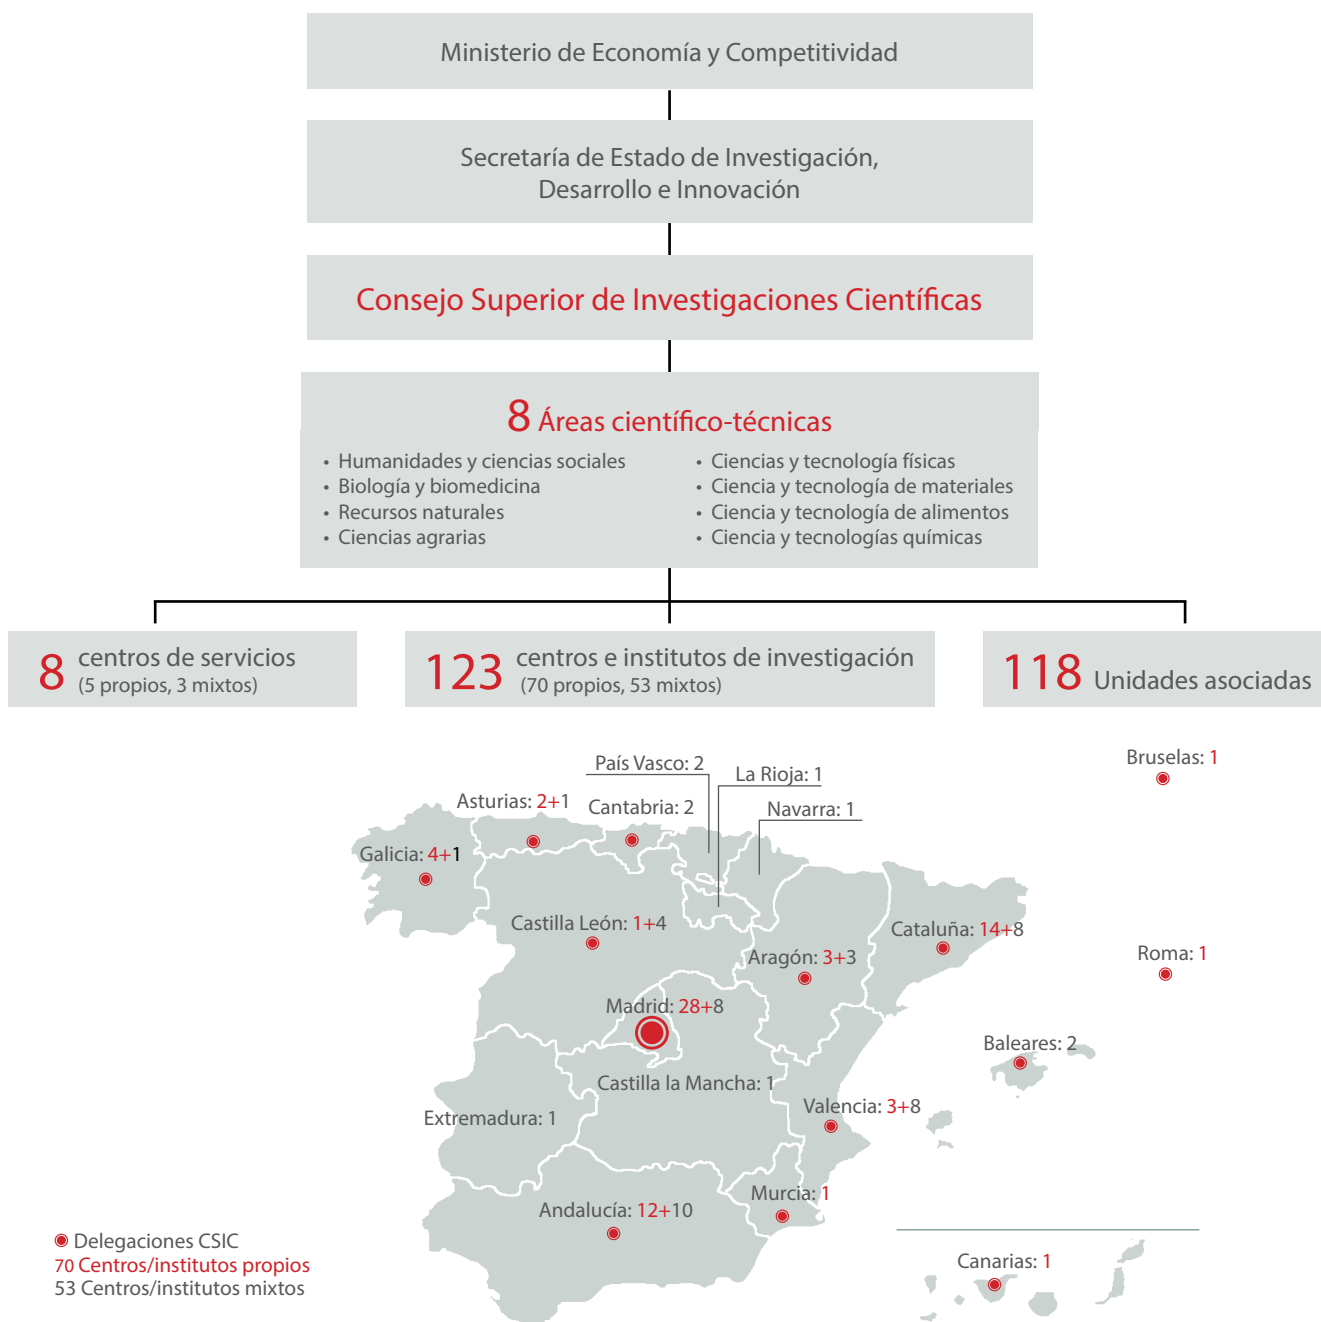 Ministerio de Economía y Competitividad
Secretaría de Estado de Investigación,
Desarrollo e Innovación
Consejo Superior de Investigaciones Científicas
8 Áreas científico-técnicas
• Humanidades y ciencias sociales
• Biología y biomedicina
• Recursos naturales
• Ciencias agrarias
• Ciencias y tecnología físicas
• Ciencia y tecnología de materiales
• Ciencia y tecnología de alimentos
• Ciencia y tecnologías químicas
8 centros de servicios
(5 propios, 3 mixtos)
123 centros e institutos de investigación
(70 propios, 53 mixtos)
118 Unidades asociadas
Bruselas: 1
País Vasco: 2
La Rioja: 1
Asturias: 2+1
Cantabria: 2
Navarra: 1
Galicia: 4+1
Castilla León: 1+4
Cataluña: 14+8
Aragón: 3+3
Roma: 1
Madrid: 28+8
Baleares: 2
Castilla la Mancha: 1
Valencia: 3+8
Extremadura: 1
Murcia: 1
Andalucía: 12+10
Canarias: 1
Delegaciones CSIC
70 Centros/institutos propios
53 Centros/institutos mixtos